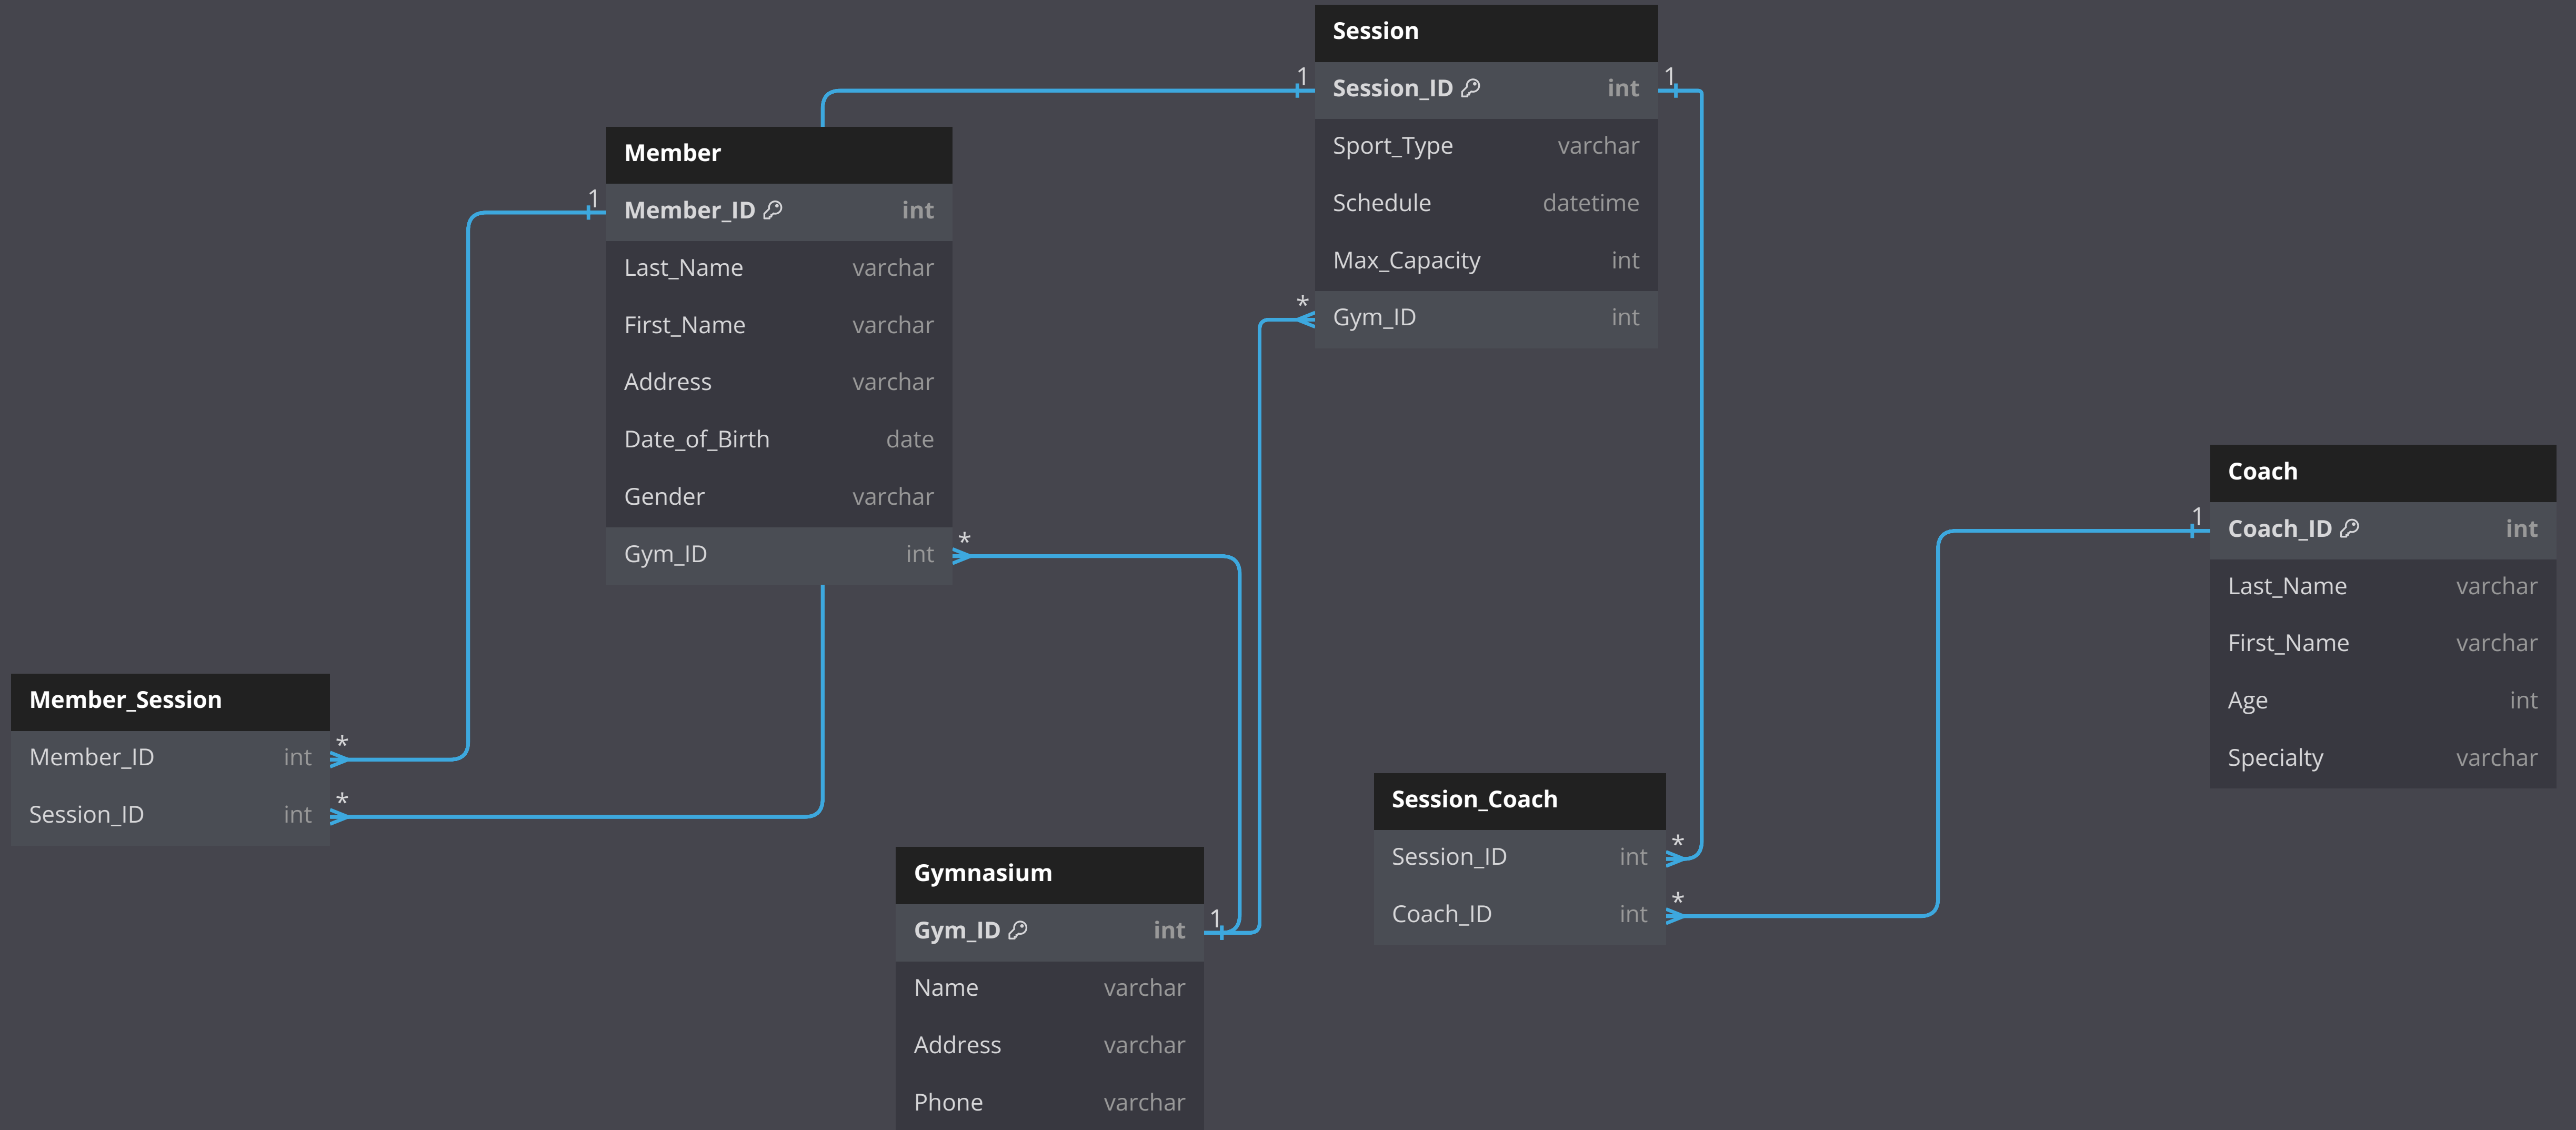 Session
1
Session_ID int
1
Sport_Type varchar
Schedule datetime
Max_Capacity int
*
Gym_ID int
Member
1
Member_ID int
Last_Name varchar
First_Name varchar
Address varchar
Date_of_Birth date
Gender varchar
Gym_ID int
*
Coach
1
Coach_ID int
Last_Name varchar
First_Name varchar
Age int
Specialty varchar
Member_Session
Member_ID int
*
Session_ID int
*
Session_Coach
Session_ID int
*
Coach_ID int
*
Gymnasium
Gym_ID int
1
Name varchar
Address varchar
Phone varchar